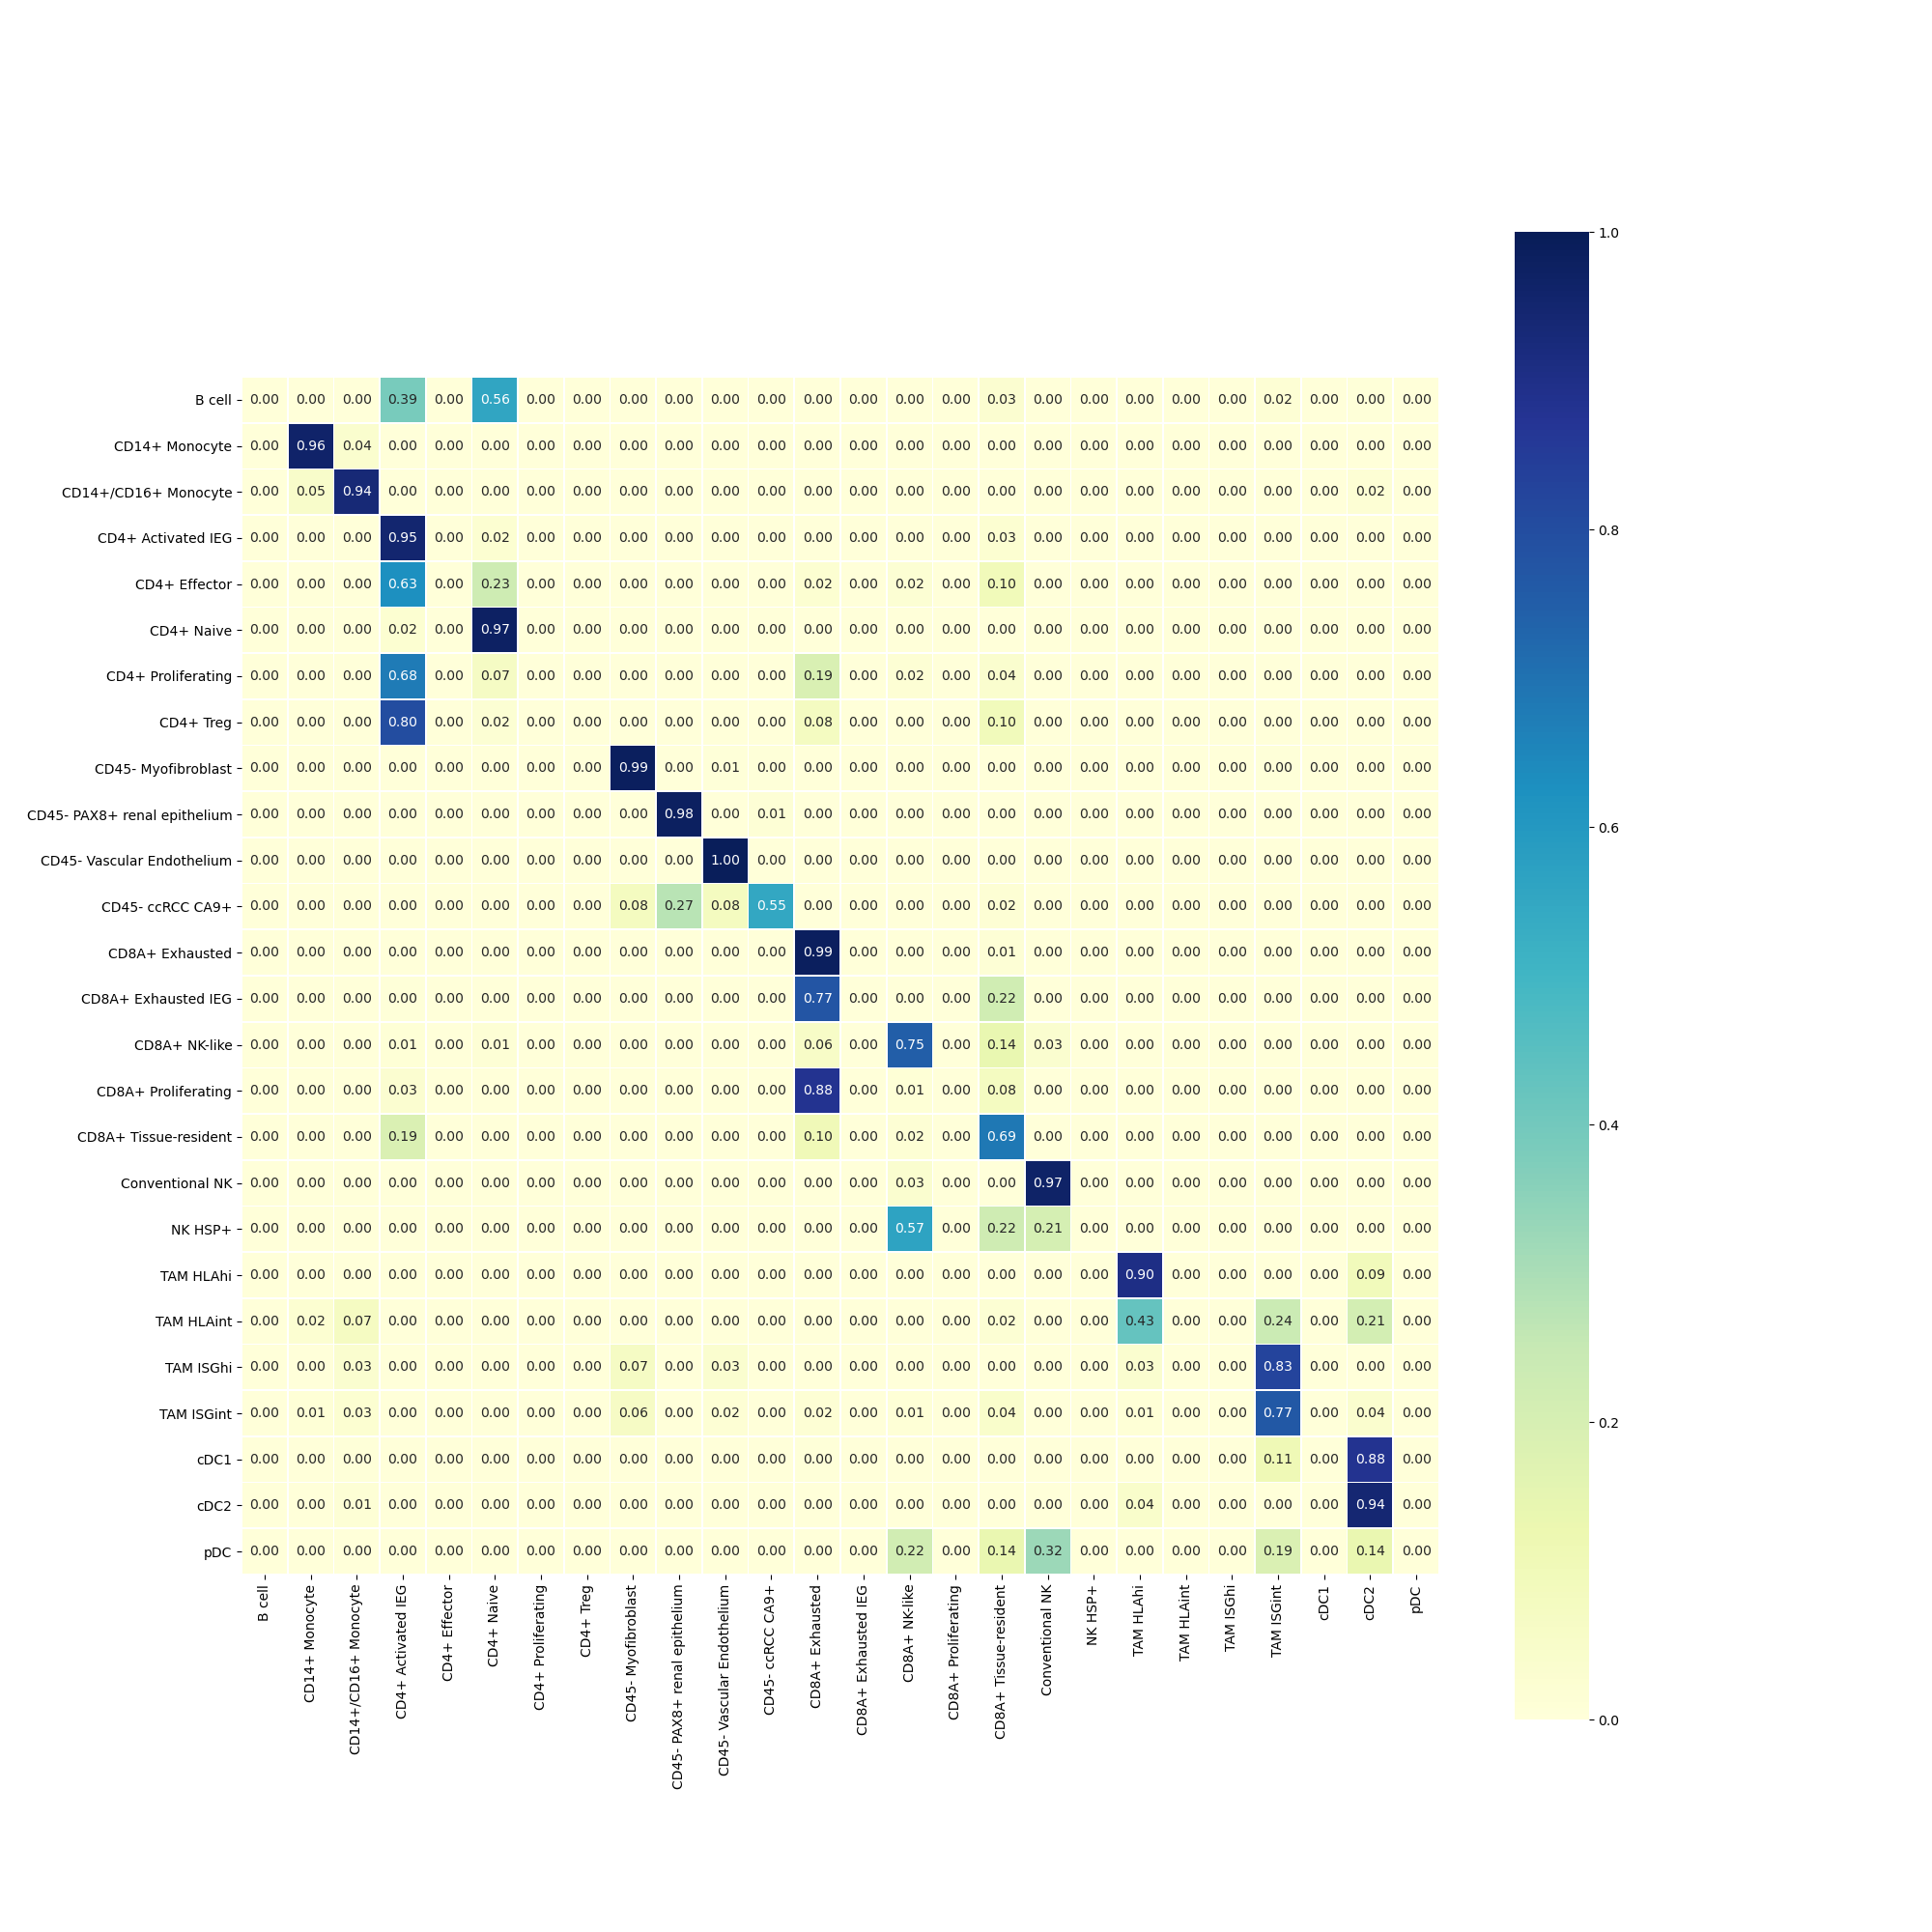 1.0
0.8
0.6
0.4
0.2
0.0
B cell 0.00 0.00 0.00 0.39 0.00 0.56 0.00 0.00 0.00 0.00 0.00 0.00 0.00 0.00 0.00 0.00 0.03 0.00 0.00 0.00 0.00 0.00 0.02 0.00 0.00 0.00
CD14+ Monocyte 0.00 0.96 0.04 0.00 0.00 0.00 0.00 0.00 0.00 0.00 0.00 0.00 0.00 0.00 0.00 0.00 0.00 0.00 0.00 0.00 0.00 0.00 0.00 0.00 0.00 0.00
CD14+/CD16+ Monocyte 0.00 0.05 0.94 0.00 0.00 0.00 0.00 0.00 0.00 0.00 0.00 0.00 0.00 0.00 0.00 0.00 0.00 0.00 0.00 0.00 0.00 0.00 0.00 0.00 0.02 0.00
CD4+ Activated IEG 0.00 0.00 0.00 0.95 0.00 0.02 0.00 0.00 0.00 0.00 0.00 0.00 0.00 0.00 0.00 0.00 0.03 0.00 0.00 0.00 0.00 0.00 0.00 0.00 0.00 0.00
CD4+ Effector 0.00 0.00 0.00 0.63 0.00 0.23 0.00 0.00 0.00 0.00 0.00 0.00 0.02 0.00 0.02 0.00 0.10 0.00 0.00 0.00 0.00 0.00 0.00 0.00 0.00 0.00
CD4+ Naive 0.00 0.00 0.00 0.02 0.00 0.97 0.00 0.00 0.00 0.00 0.00 0.00 0.00 0.00 0.00 0.00 0.00 0.00 0.00 0.00 0.00 0.00 0.00 0.00 0.00 0.00
CD4+ Proliferating 0.00 0.00 0.00 0.68 0.00 0.07 0.00 0.00 0.00 0.00 0.00 0.00 0.19 0.00 0.02 0.00 0.04 0.00 0.00 0.00 0.00 0.00 0.00 0.00 0.00 0.00
CD4+ Treg 0.00 0.00 0.00 0.80 0.00 0.02 0.00 0.00 0.00 0.00 0.00 0.00 0.08 0.00 0.00 0.00 0.10 0.00 0.00 0.00 0.00 0.00 0.00 0.00 0.00 0.00
CD45- Myofibroblast 0.00 0.00 0.00 0.00 0.00 0.00 0.00 0.00 0.99 0.00 0.01 0.00 0.00 0.00 0.00 0.00 0.00 0.00 0.00 0.00 0.00 0.00 0.00 0.00 0.00 0.00
CD45- PAX8+ renal epithelium 0.00 0.00 0.00 0.00 0.00 0.00 0.00 0.00 0.00 0.98 0.00 0.01 0.00 0.00 0.00 0.00 0.00 0.00 0.00 0.00 0.00 0.00 0.00 0.00 0.00 0.00
CD45- Vascular Endothelium 0.00 0.00 0.00 0.00 0.00 0.00 0.00 0.00 0.00 0.00 1.00 0.00 0.00 0.00 0.00 0.00 0.00 0.00 0.00 0.00 0.00 0.00 0.00 0.00 0.00 0.00
CD45- ccRCC CA9+ 0.00 0.00 0.00 0.00 0.00 0.00 0.00 0.00 0.08 0.27 0.08 0.55 0.00 0.00 0.00 0.00 0.02 0.00 0.00 0.00 0.00 0.00 0.00 0.00 0.00 0.00
CD8A+ Exhausted 0.00 0.00 0.00 0.00 0.00 0.00 0.00 0.00 0.00 0.00 0.00 0.00 0.99 0.00 0.00 0.00 0.01 0.00 0.00 0.00 0.00 0.00 0.00 0.00 0.00 0.00
CD8A+ Exhausted IEG 0.00 0.00 0.00 0.00 0.00 0.00 0.00 0.00 0.00 0.00 0.00 0.00 0.77 0.00 0.00 0.00 0.22 0.00 0.00 0.00 0.00 0.00 0.00 0.00 0.00 0.00
CD8A+ NK-like 0.00 0.00 0.00 0.01 0.00 0.01 0.00 0.00 0.00 0.00 0.00 0.00 0.06 0.00 0.75 0.00 0.14 0.03 0.00 0.00 0.00 0.00 0.00 0.00 0.00 0.00
CD8A+ Proliferating 0.00 0.00 0.00 0.03 0.00 0.00 0.00 0.00 0.00 0.00 0.00 0.00 0.88 0.00 0.01 0.00 0.08 0.00 0.00 0.00 0.00 0.00 0.00 0.00 0.00 0.00
CD8A+ Tissue-resident 0.00 0.00 0.00 0.19 0.00 0.00 0.00 0.00 0.00 0.00 0.00 0.00 0.10 0.00 0.02 0.00 0.69 0.00 0.00 0.00 0.00 0.00 0.00 0.00 0.00 0.00
Conventional NK 0.00 0.00 0.00 0.00 0.00 0.00 0.00 0.00 0.00 0.00 0.00 0.00 0.00 0.00 0.03 0.00 0.00 0.97 0.00 0.00 0.00 0.00 0.00 0.00 0.00 0.00
NK HSP+ 0.00 0.00 0.00 0.00 0.00 0.00 0.00 0.00 0.00 0.00 0.00 0.00 0.00 0.00 0.57 0.00 0.22 0.21 0.00 0.00 0.00 0.00 0.00 0.00 0.00 0.00
TAM HLAhi 0.00 0.00 0.00 0.00 0.00 0.00 0.00 0.00 0.00 0.00 0.00 0.00 0.00 0.00 0.00 0.00 0.00 0.00 0.00 0.90 0.00 0.00 0.00 0.00 0.09 0.00
TAM HLAint 0.00 0.02 0.07 0.00 0.00 0.00 0.00 0.00 0.00 0.00 0.00 0.00 0.00 0.00 0.00 0.00 0.02 0.00 0.00 0.43 0.00 0.00 0.24 0.00 0.21 0.00
TAM ISGhi 0.00 0.00 0.03 0.00 0.00 0.00 0.00 0.00 0.07 0.00 0.03 0.00 0.00 0.00 0.00 0.00 0.00 0.00 0.00 0.03 0.00 0.00 0.83 0.00 0.00 0.00
TAM ISGint 0.00 0.01 0.03 0.00 0.00 0.00 0.00 0.00 0.06 0.00 0.02 0.00 0.02 0.00 0.01 0.00 0.04 0.00 0.00 0.01 0.00 0.00 0.77 0.00 0.04 0.00
cDC1 0.00 0.00 0.00 0.00 0.00 0.00 0.00 0.00 0.00 0.00 0.00 0.00 0.00 0.00 0.00 0.00 0.00 0.00 0.00 0.00 0.00 0.00 0.11 0.00 0.88 0.00
cDC2 0.00 0.00 0.01 0.00 0.00 0.00 0.00 0.00 0.00 0.00 0.00 0.00 0.00 0.00 0.00 0.00 0.00 0.00 0.00 0.04 0.00 0.00 0.00 0.00 0.94 0.00
pDC 0.00 0.00 0.00 0.00 0.00 0.00 0.00 0.00 0.00 0.00 0.00 0.00 0.00 0.00 0.22 0.00 0.14 0.32 0.00 0.00 0.00 0.00 0.19 0.00 0.14 0.00
B cell
CD14+ Monocyte
CD14+/CD16+ Monocyte
CD4+ Activated IEG
CD4+ Effector
CD4+ Naive
CD4+ Proliferating
CD4+ Treg
CD45- Myofibroblast
CD45- PAX8+ renal epithelium
CD45- Vascular Endothelium
CD45- ccRCC CA9+
CD8A+ Exhausted
CD8A+ Exhausted IEG
CD8A+ NK-like
CD8A+ Proliferating
CD8A+ Tissue-resident
Conventional NK
NK HSP+
TAM HLAhi
TAM HLAint
TAM ISGhi
TAM ISGint
cDC1
cDC2
pDC